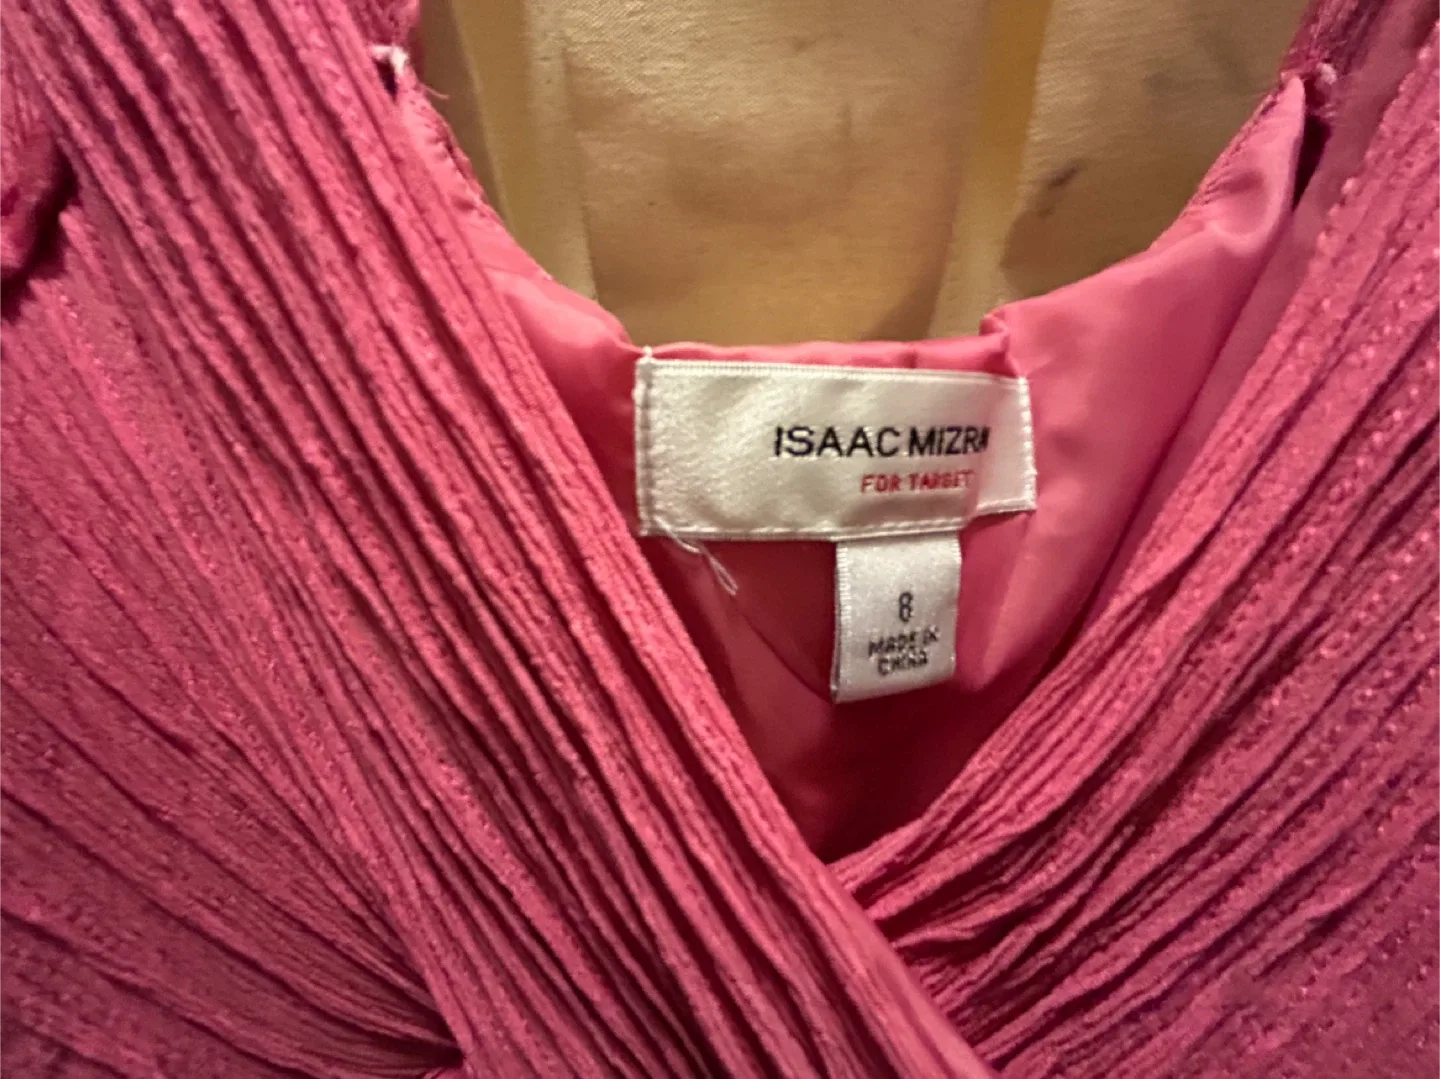 ISAAC MIZRA
FOR TARGET
8
MADE IN
CHINA